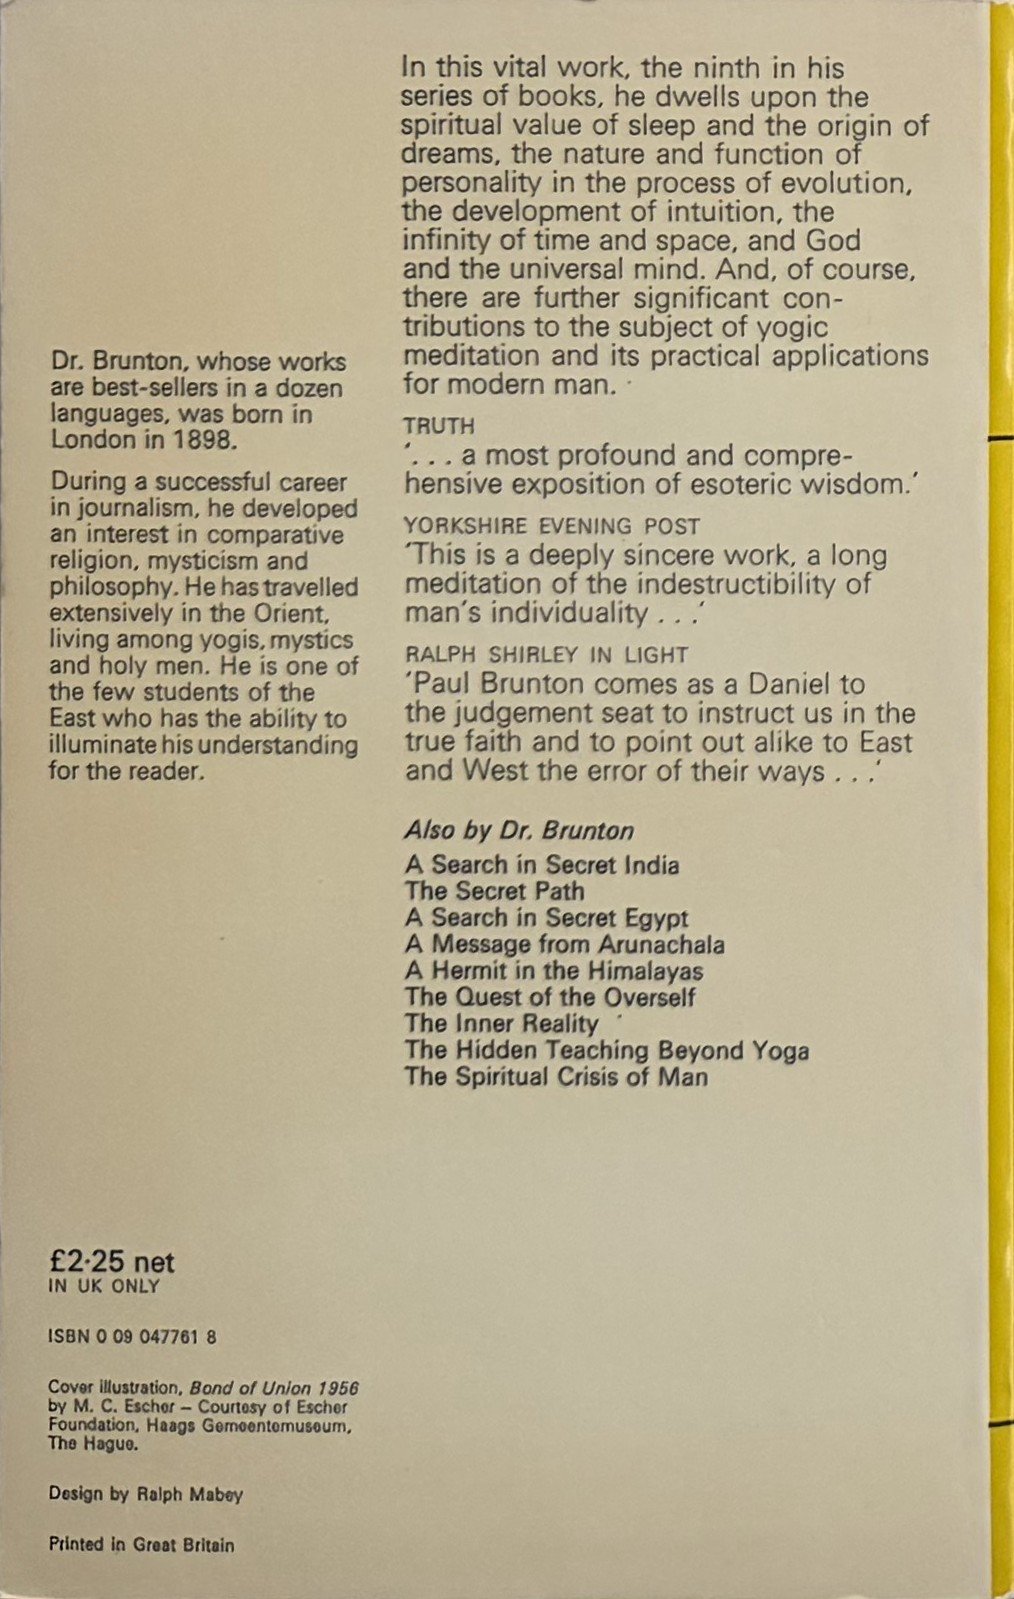 In this vital work, the ninth in his
series of books, he dwells upon the
spiritual value of sleep and the origin of
dreams, the nature and function of
personality in the process of evolution,
the development of intuition, the
infinity of time and space, and God
and the universal mind. And, of course,
there are further significant con-
tributions to the subject of yogic
meditation and its practical applications
for modern man.
TRUTH
'. . . a most profound and compre-
hensive exposition of esoteric wisdom.'
YORKSHIRE EVENING POST
'This is a deeply sincere work, a long
meditation of the indestructibility of
man's individuality . . .'
RALPH SHIRLEY IN LIGHT
'Paul Brunton comes as a Daniel to
the judgement seat to instruct us in the
true faith and to point out alike to East
and West the error of their ways . . .'
Also by Dr. Brunton
A Search in Secret India
The Secret Path
A Search in Secret Egypt
A Message from Arunachala
A Hermit in the Himalayas
The Quest of the Overself
The Inner Reality
The Hidden Teaching Beyond Yoga
The Spiritual Crisis of Man
Dr. Brunton, whose works
are best-sellers in a dozen
languages, was born in
London in 1898.
During a successful career
in journalism, he developed
an interest in comparative
religion, mysticism and
philosophy. He has travelled
extensively in the Orient,
living among yogis, mystics
and holy men. He is one of
the few students of the
East who has the ability to
illuminate his understanding
for the reader.
£2·25 net
IN UK ONLY
ISBN 0 09 047761 8
Cover illustration, Bond of Union 1956
by M. C. Escher – Courtesy of Escher
Foundation, Haags Gemeentemuseum,
The Hague.
Design by Ralph Mabey
Printed in Great Britain